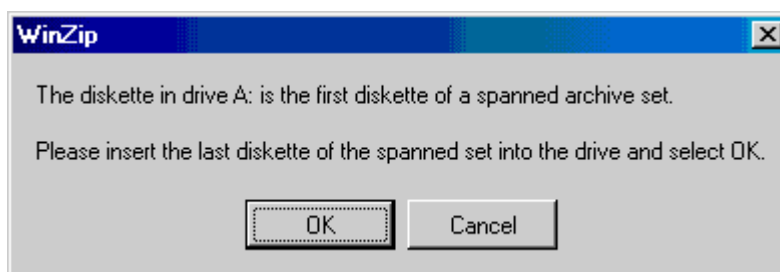 WinZip
The diskette in drive A: is the first diskette of a spanned archive set.
Please insert the last diskette of the spanned set into the drive and select OK.
OK
Cancel